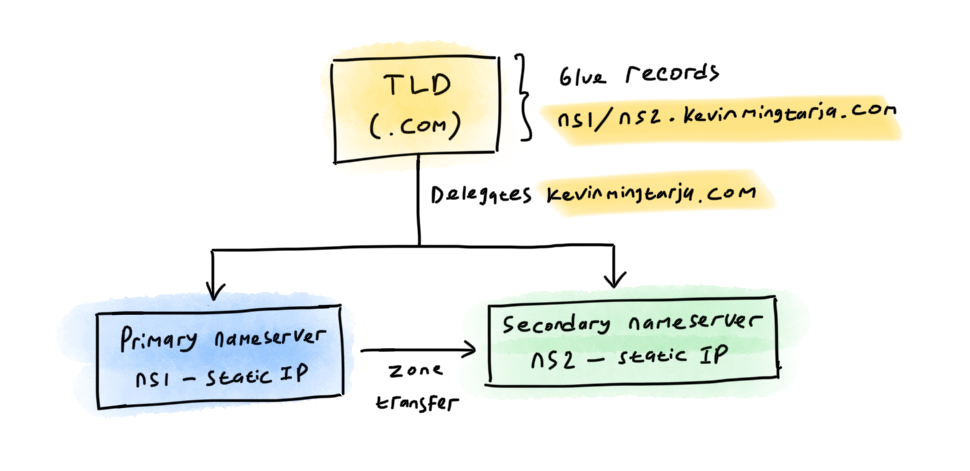 TLD
(.com)
Glue records
ns1/ns2.kevinmingtarja.com
Delegates kevinmingtarja.com
Primary nameserver
ns1 – static IP
zone
transfer
Secondary nameserver
ns2 – static IP